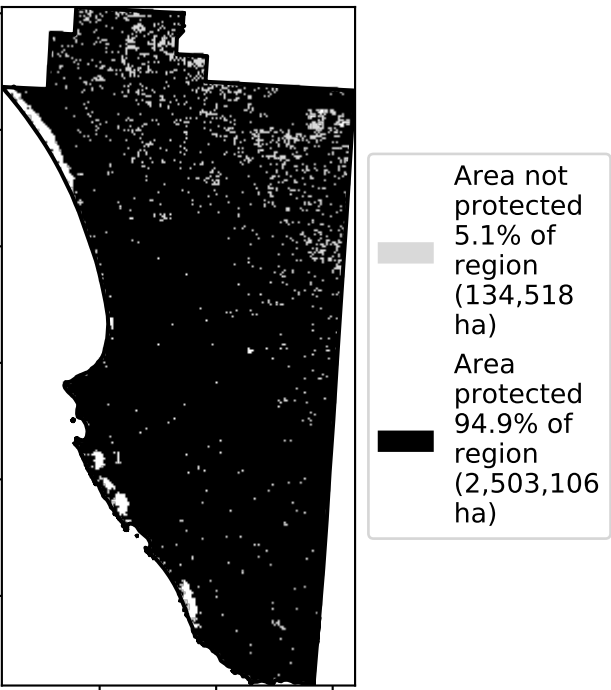 Area not
protected
5.1% of
region
(134,518
ha)
Area
protected
94.9% of
region
(2,503,106
ha)